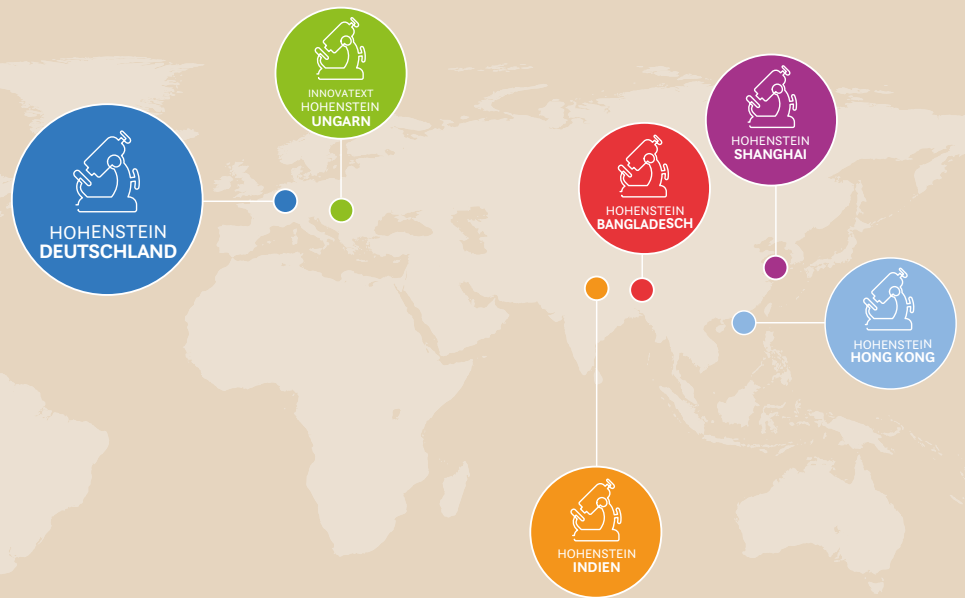 INNOVATEXT
HOHENSTEIN
UNGARN
HOHENSTEIN
DEUTSCHLAND
HOHENSTEIN
BANGLADESCH
HOHENSTEIN
SHANGHAI
HOHENSTEIN
HONG KONG
HOHENSTEIN
INDIEN